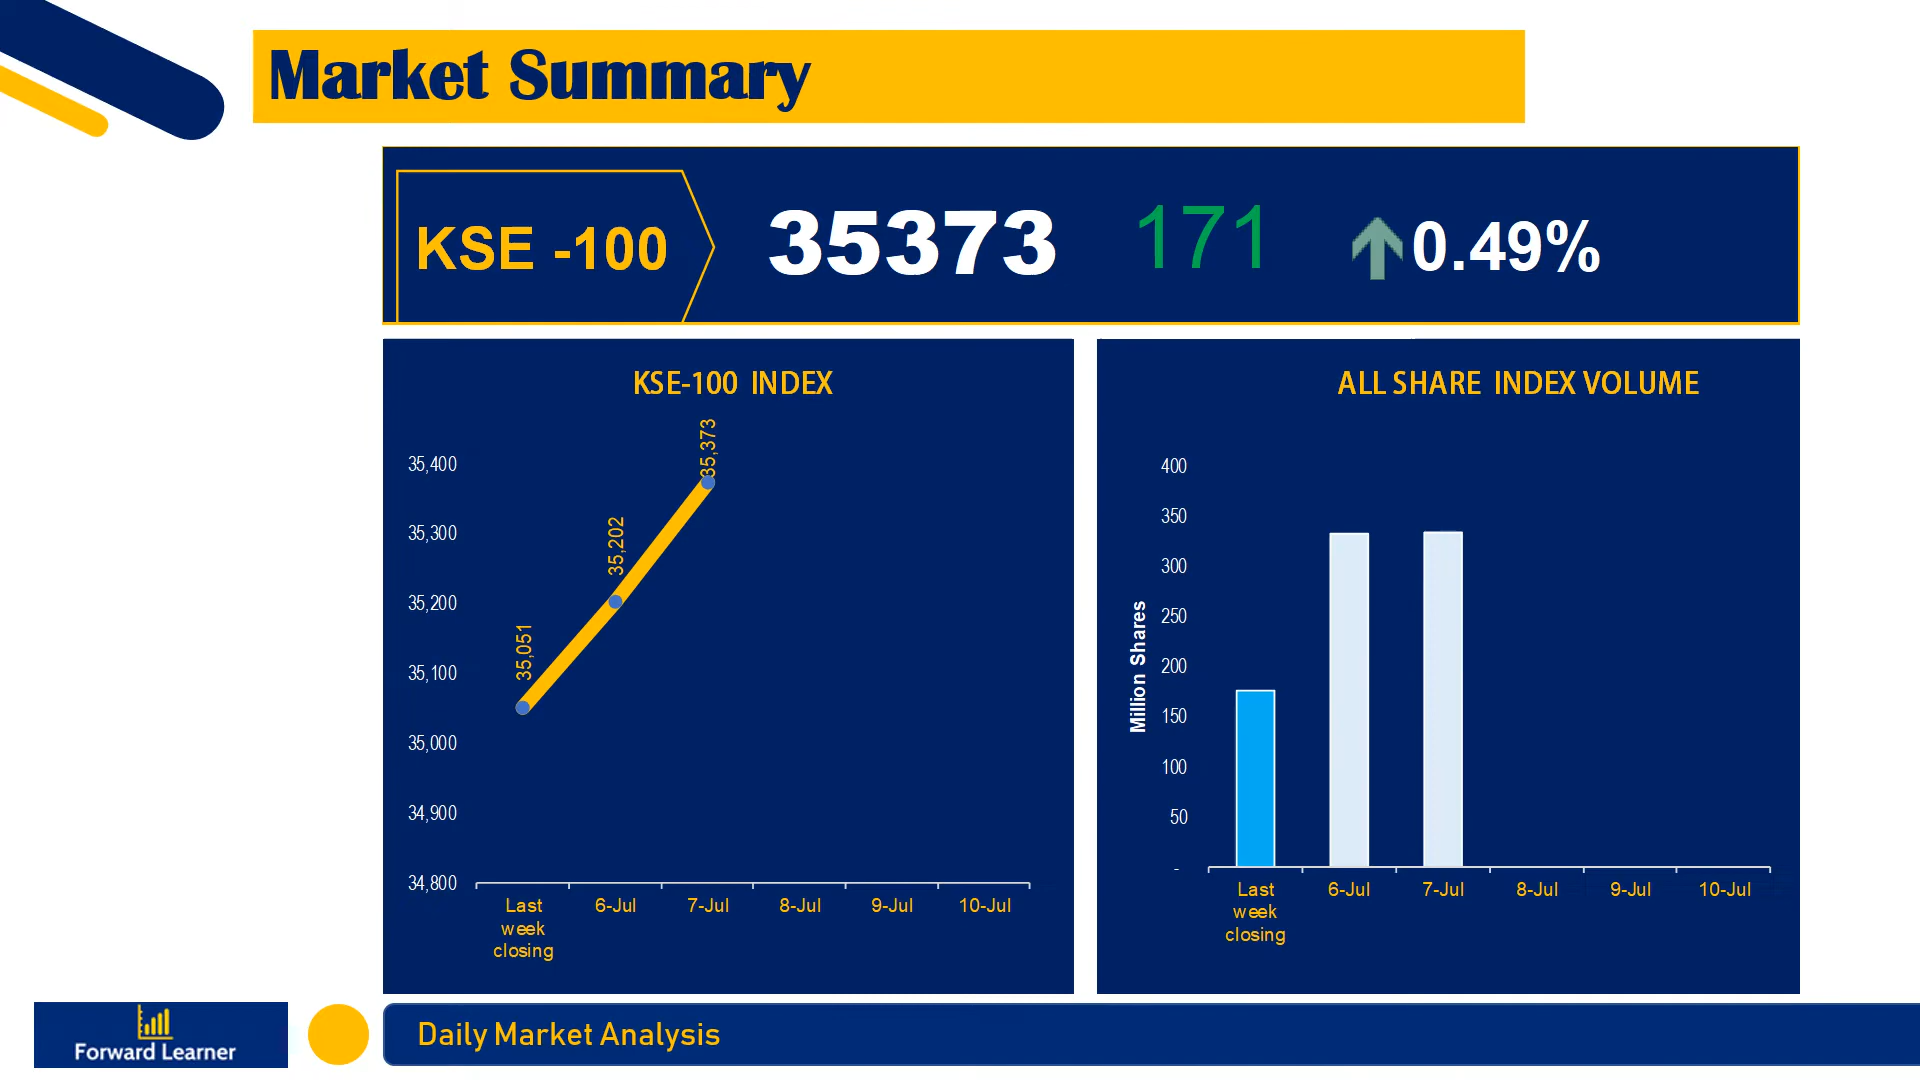 Market Summary
KSE -100
35373
171
0.49%
KSE-100 INDEX
35,400
35,300
35,200
35,100
35,000
34,900
34,800
35,051
35,202
35,373
Last
week
closing
6-Jul
7-Jul
8-Jul
9-Jul
10-Jul
ALL SHARE INDEX VOLUME
Million Shares
400
350
300
250
200
150
100
50
-
Last
week
closing
6-Jul
7-Jul
8-Jul
9-Jul
10-Jul
Forward Learner
Daily Market Analysis